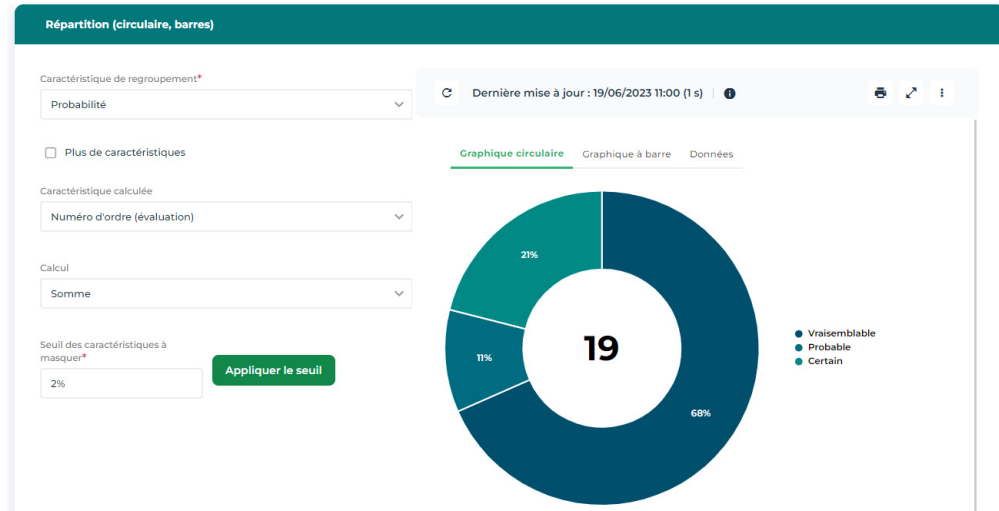 Répartition (circulaire, barres)
Caractéristique de regroupement*
Probabilité
Plus de caractéristiques
Caractéristique calculée
Numéro d'ordre (évaluation)
Calcul
Somme
Seuil des caractéristiques à
masquer*
2%
Appliquer le seuil
Dernière mise à jour : 19/06/2023 11:00 (1 s)
Graphique circulaire Graphique à barre Données
21%
11%
19
68%
Vraisemblable
Probable
Certain